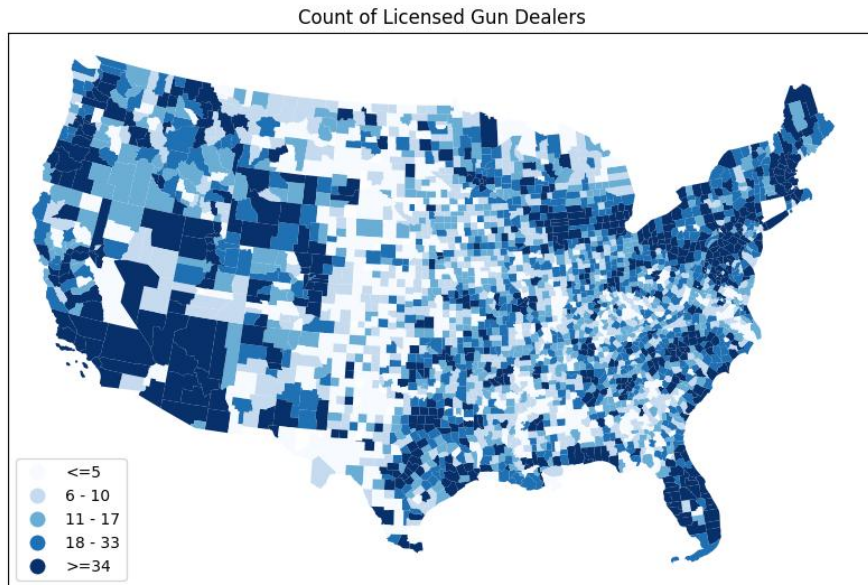 Count of Licensed Gun Dealers
<=5
6 - 10
11 - 17
18 - 33
>=34